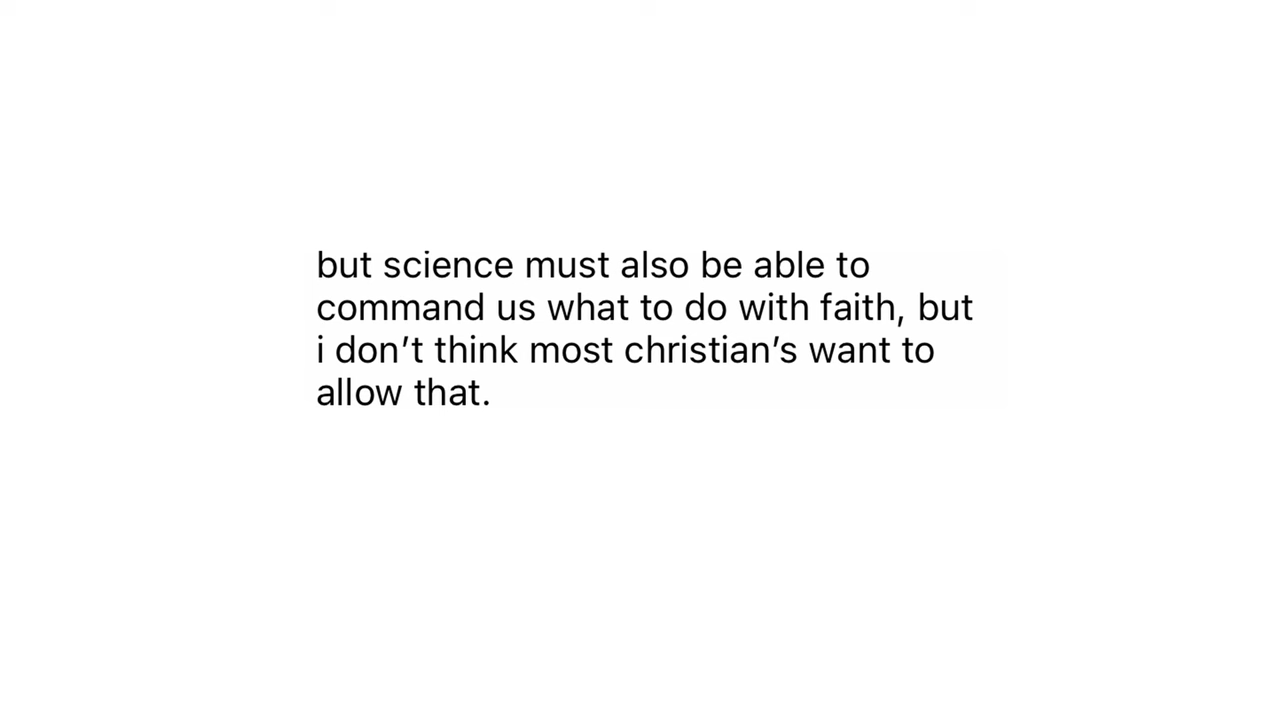 but science must also be able to
command us what to do with faith, but
i don’t think most christian’s want to
allow that.